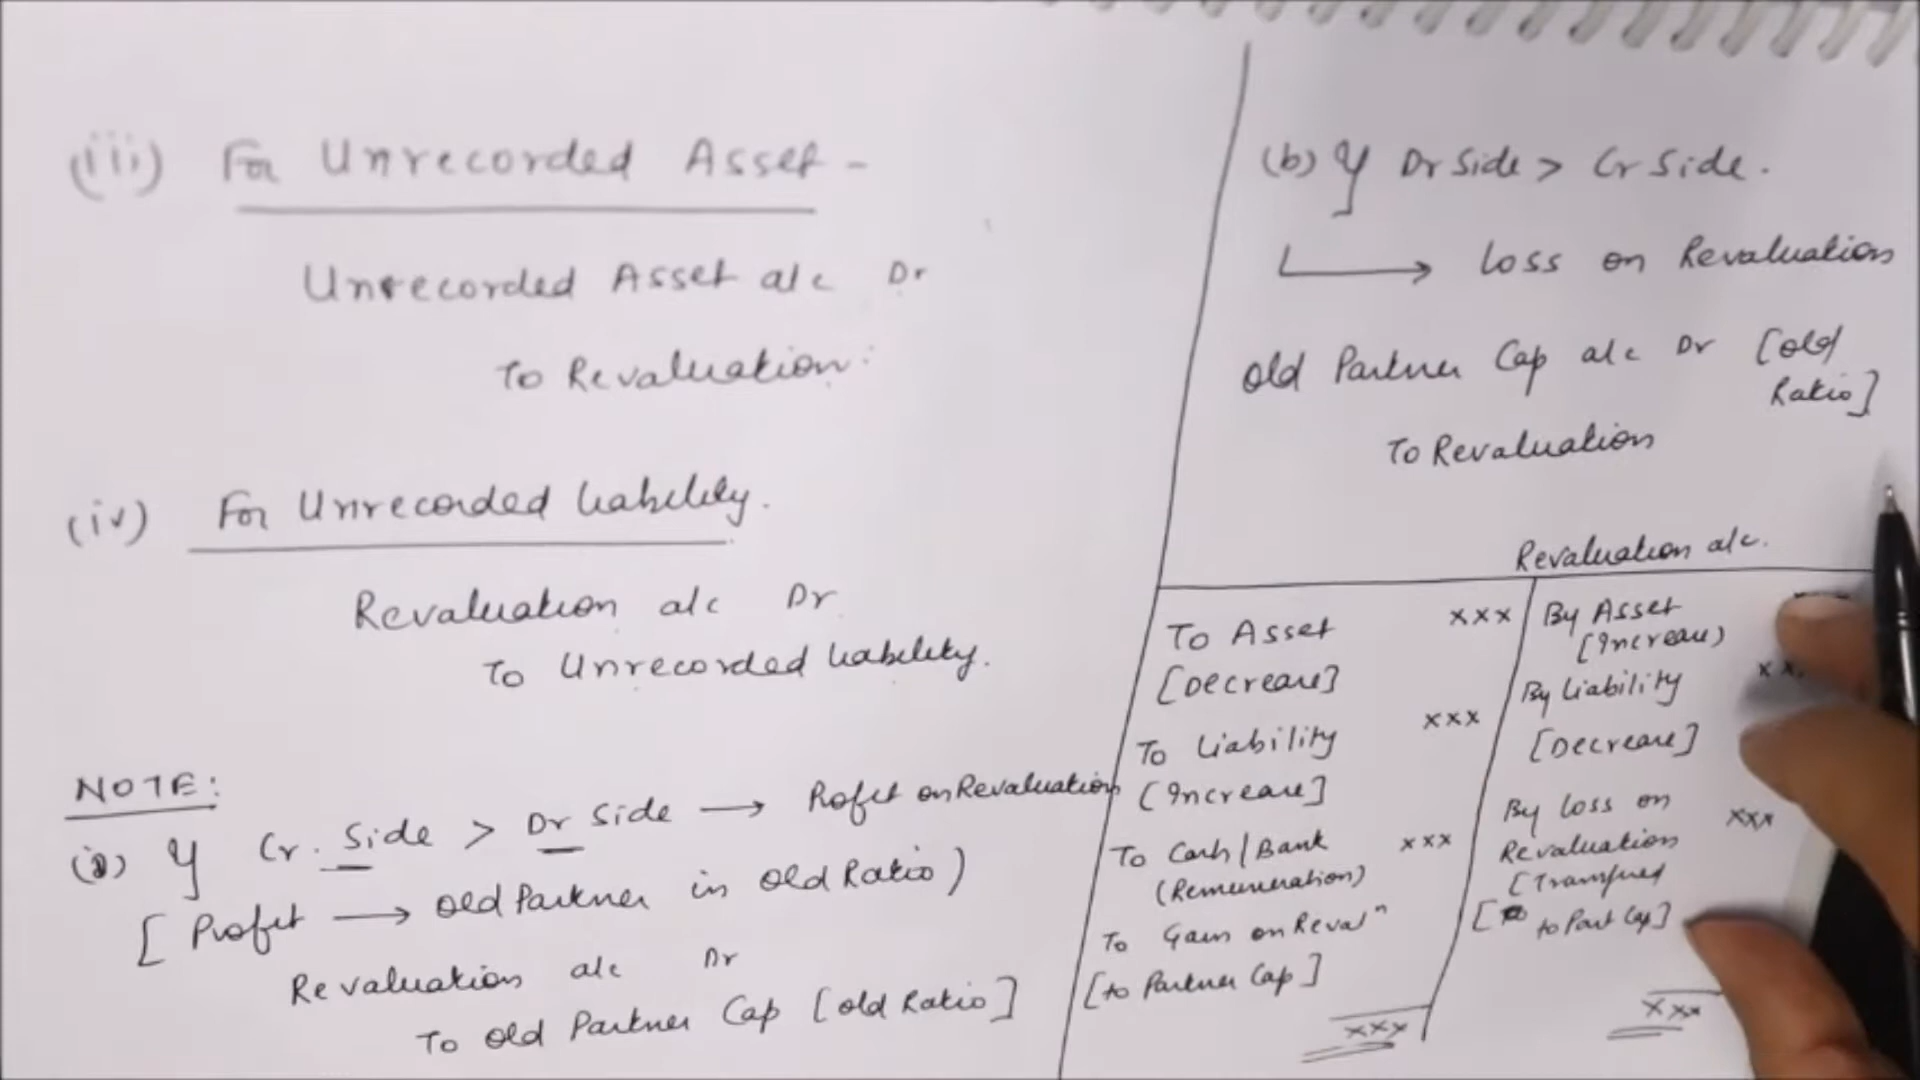 (iii) For Unrecorded Asset -
Unrecorded Asset a/c Dr
To Revaluation.
(iv) For Unrecorded Liability.
Revaluation a/c Dr
To Unrecorded Liability.
NOTE:
If Cr. Side > Dr Side → Profit on Revaluation
[Profit → Old Partner in Old Ratio)
Revaluation a/c Dr
To Old Partner Cap [Old Ratio]
(b) If Dr Side > Cr Side.
→ Loss on Revaluation
Old Partner Cap a/c Dr [Old
Ratio]
To Revaluation
Revaluation a/c.
To Asset xxx
[Decrease]
To Liability xxx
[Increase]
To Cash/Bank xxx
(Remuneration)
To Gain on Revalⁿ
[to Partner Cap]
xxx
By Asset
[Increase)
By Liability xx
[Decrease]
By Loss on
Revaluation xxx
[Transfered
to Part Cap]
xxx